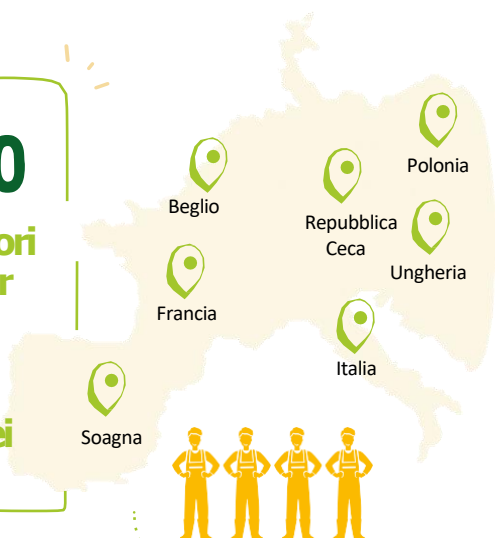 0
ori
r
ei
Polonia
Beglio
Repubblica
Ceca
Ungheria
Francia
Italia
Soagna